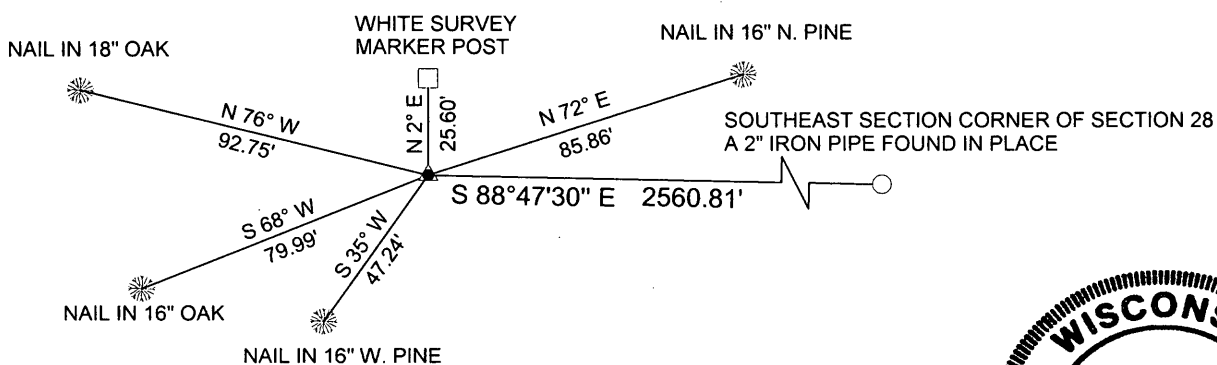 WHITE SURVEY
MARKER POST
NAIL IN 18" OAK
NAIL IN 16" N. PINE
N 76° W
92.75'
N 2° E
25.60'
N 72° E
85.86'
SOUTHEAST SECTION CORNER OF SECTION 28
A 2" IRON PIPE FOUND IN PLACE
S 88°47'30" E 2560.81'
S 68° W
79.99'
S 35° W
47.24'
NAIL IN 16" OAK
NAIL IN 16" W. PINE
WISCONS